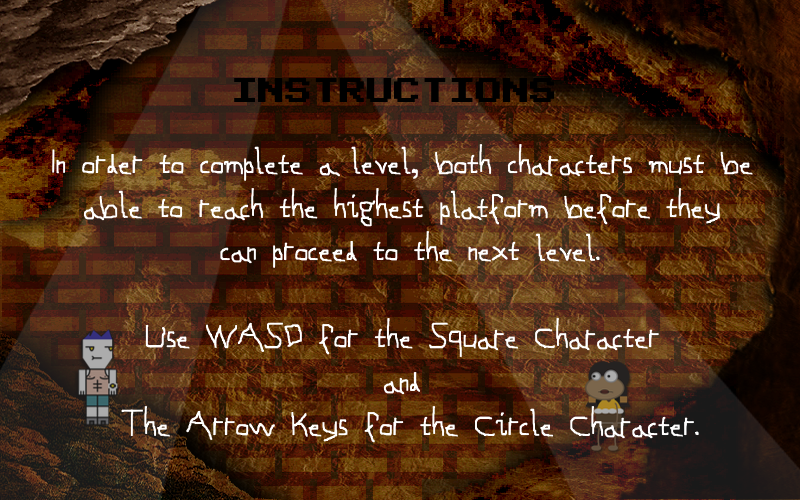 INSTRUCTIONS
In order to complete a level, both characters must be
able to reach the highest platform before they
can proceed to the next level.
Use WASD for the Square Character
and
The Arrow Keys for the Circle Character.